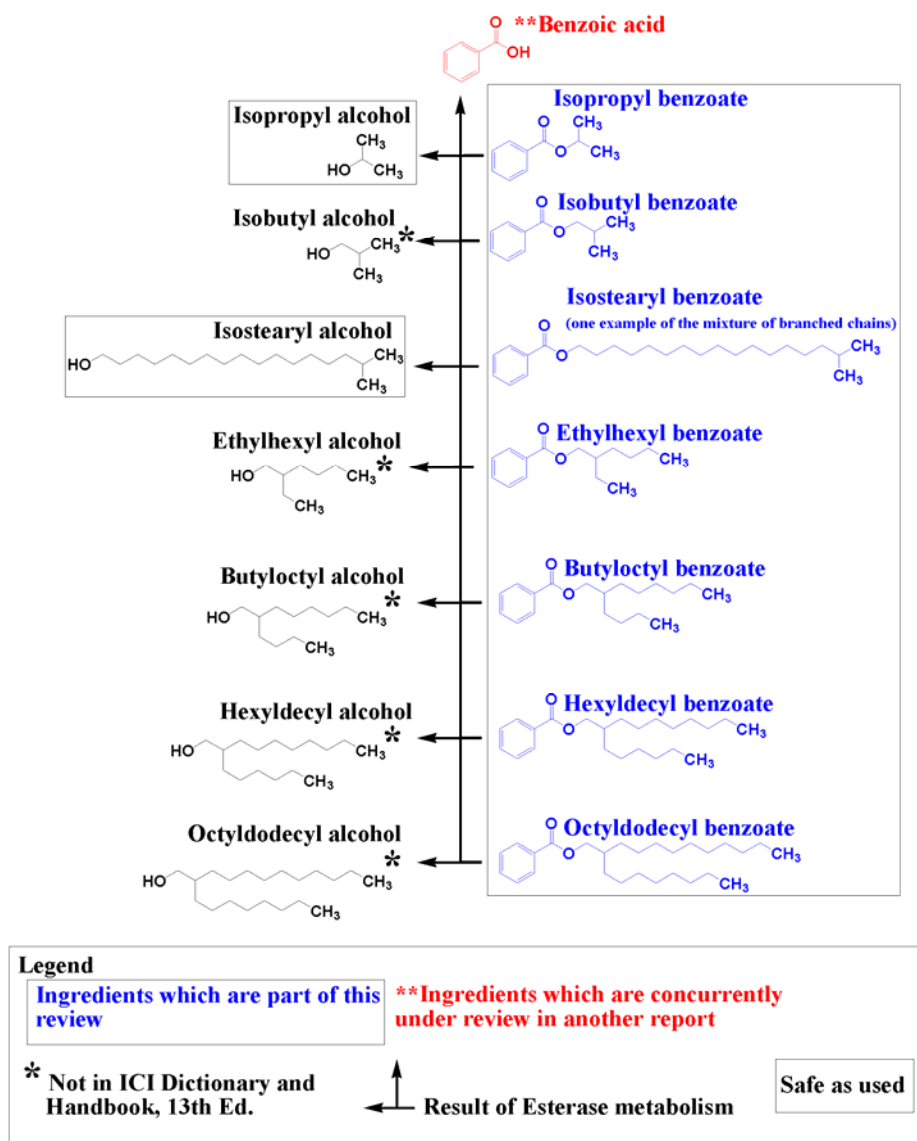 **Benzoic acid
O
OH
Isopropyl alcohol
CH3
HO
CH3
Isopropyl benzoate
O
CH3
O
CH3
Isobutyl alcohol
HO
CH3*
CH3
Isobutyl benzoate
O
CH3
O
CH3
Isostearyl alcohol
HO
CH3
CH3
Isostearyl benzoate
(one example of the mixture of branched chains)
O
O
CH3
CH3
Ethylhexyl alcohol
HO
CH3*
CH3
Ethylhexyl benzoate
O
CH3
O
CH3
Butyloctyl alcohol
*
HO
CH3
CH3
Butyloctyl benzoate
O
O
CH3
CH3
Hexyldecyl alcohol
*
HO
CH3
CH3
Hexyldecyl benzoate
O
O
CH3
CH3
Octyldodecyl alcohol
*
HO
CH3
CH3
Octyldodecyl benzoate
O
O
CH3
CH3
Legend
Ingredients which are part of this
review
**Ingredients which are concurrently
under review in another report
* Not in ICI Dictionary and
Handbook, 13th Ed.
Result of Esterase metabolism
Safe as used